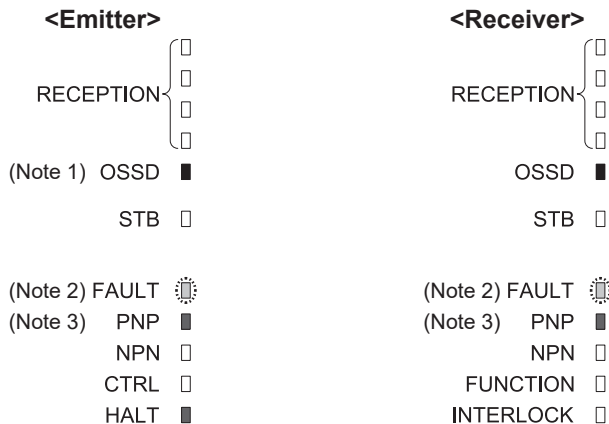 <Emitter>
RECEPTION
(Note 1) OSSD
STB
(Note 2) FAULT
(Note 3) PNP
NPN
CTRL
HALT
<Receiver>
RECEPTION
OSSD
STB
(Note 2) FAULT
(Note 3) PNP
NPN
FUNCTION
INTERLOCK